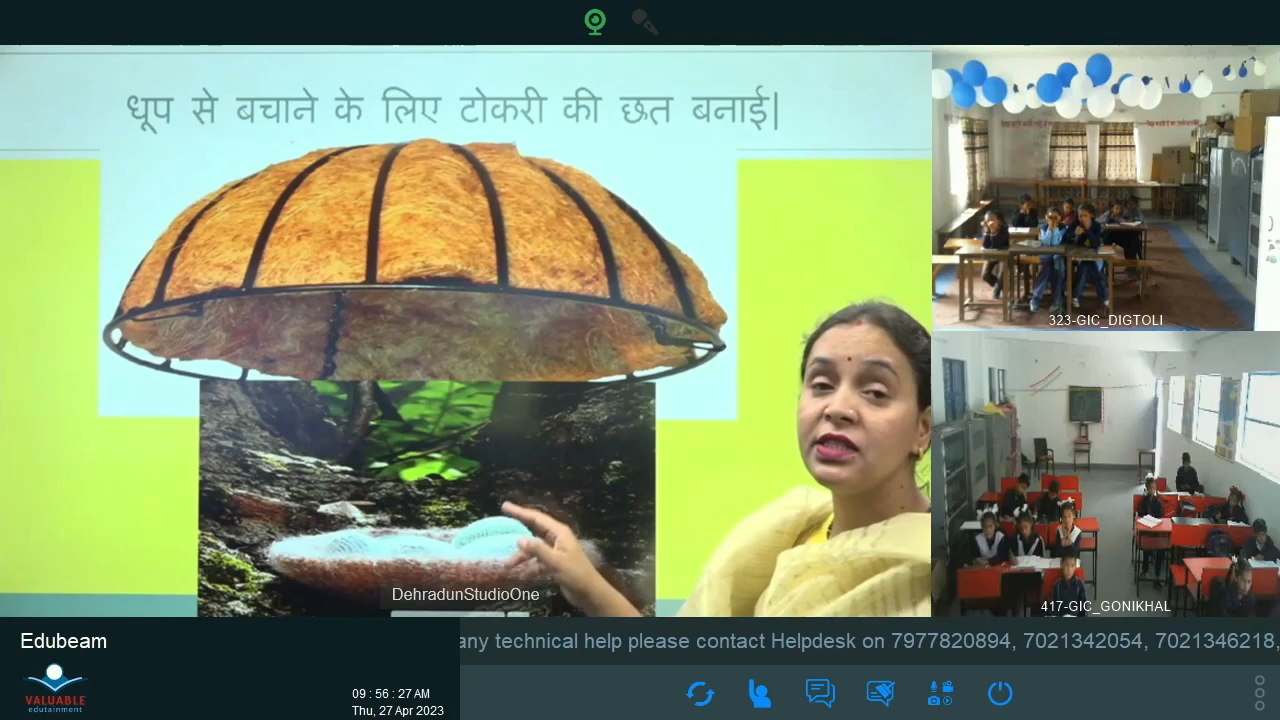 धूप से बचाने के लिए टोकरी की छत बनाई|
DehradunStudioOne
323-GIC_DIGTOLI
417-GIC_GONIKHAL
Edubeam
any technical help please contact Helpdesk on 7977820894, 7021342054, 7021346218,
VALUABLE
edutainment
09 : 56 : 27 AM
Thu, 27 Apr 2023